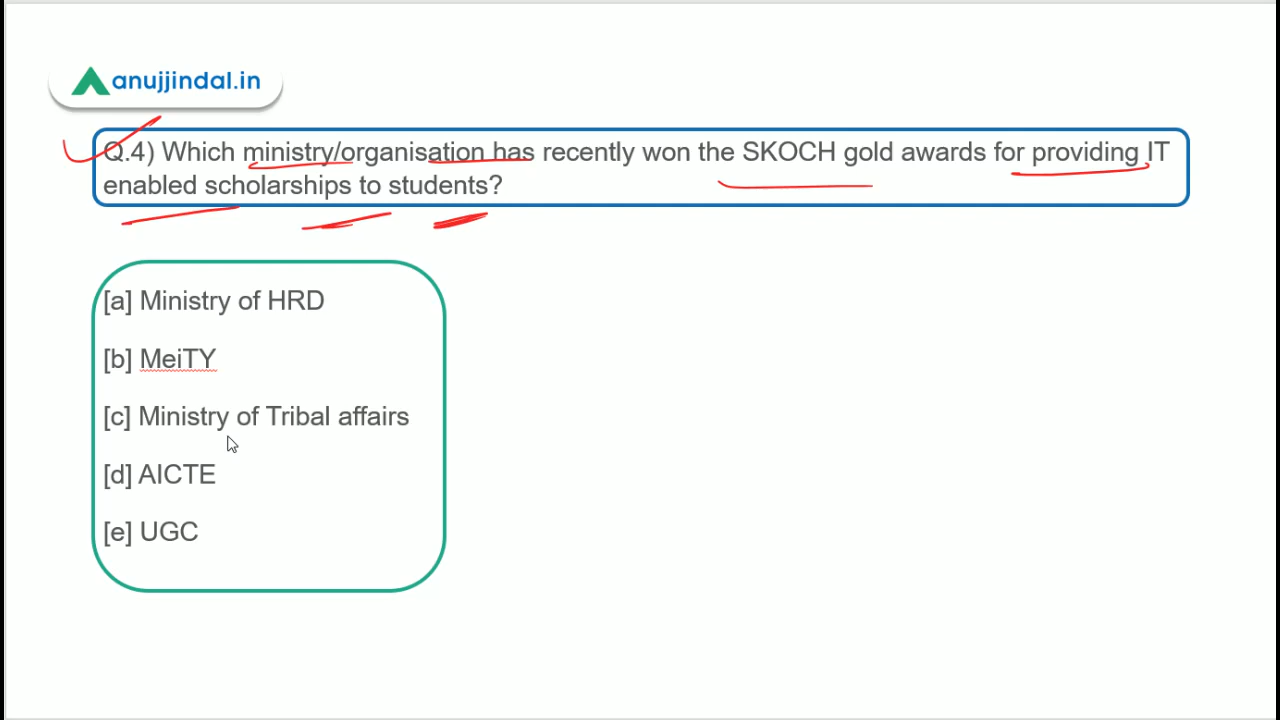 anujjindal.in
Q.4) Which ministry/organisation has recently won the SKOCH gold awards for providing IT
enabled scholarships to students?
[a] Ministry of HRD
[b] MeiTY
[c] Ministry of Tribal affairs
[d] AICTE
[e] UGC